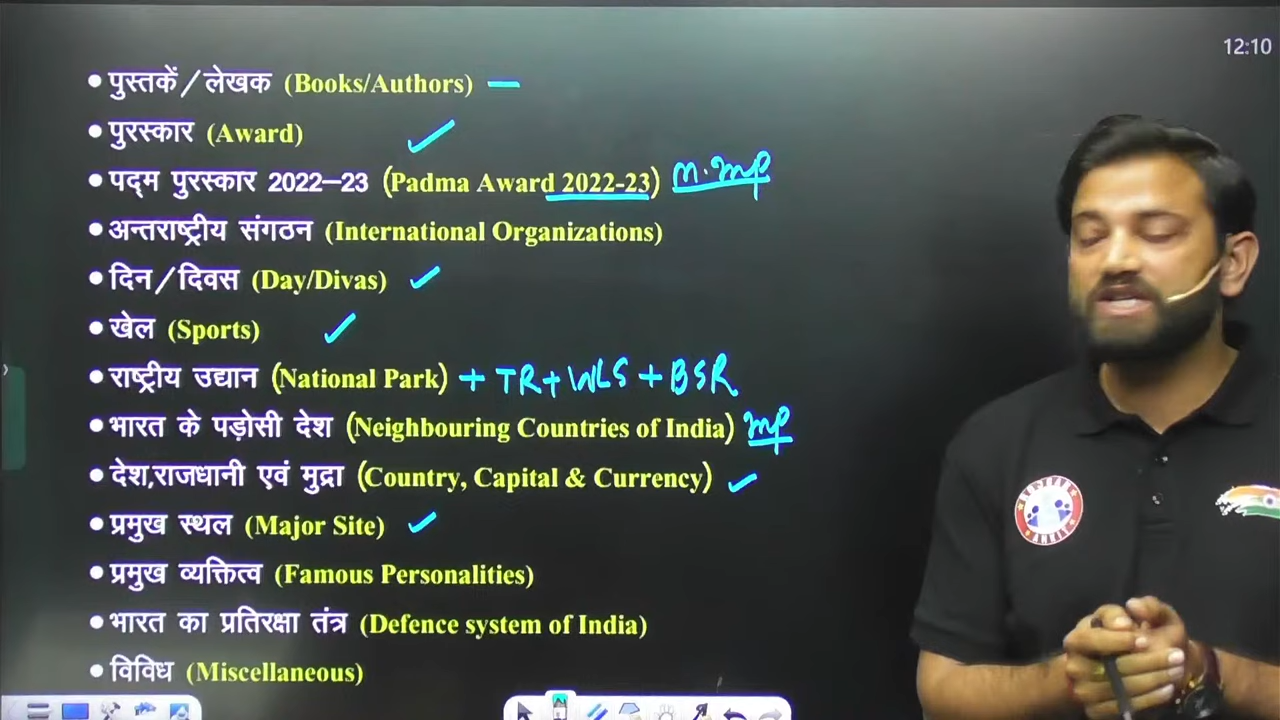 12:10
• पुस्तकें/लेखक (Books/Authors) –
• पुरस्कार (Award) ✓
• पद्म पुरस्कार 2022–23 (Padma Award 2022-23) M.Imp
• अन्तराष्ट्रीय संगठन (International Organizations)
• दिन/दिवस (Day/Divas) ✓
• खेल (Sports) ✓
• राष्ट्रीय उद्यान (National Park) + TR + WLS + BSR
• भारत के पड़ोसी देश (Neighbouring Countries of India) Imp
• देश,राजधानी एवं मुद्रा (Country, Capital & Currency) ✓
• प्रमुख स्थल (Major Site) ✓
• प्रमुख व्यक्तित्व (Famous Personalities)
• भारत का प्रतिरक्षा तंत्र (Defence system of India)
• विविध (Miscellaneous)